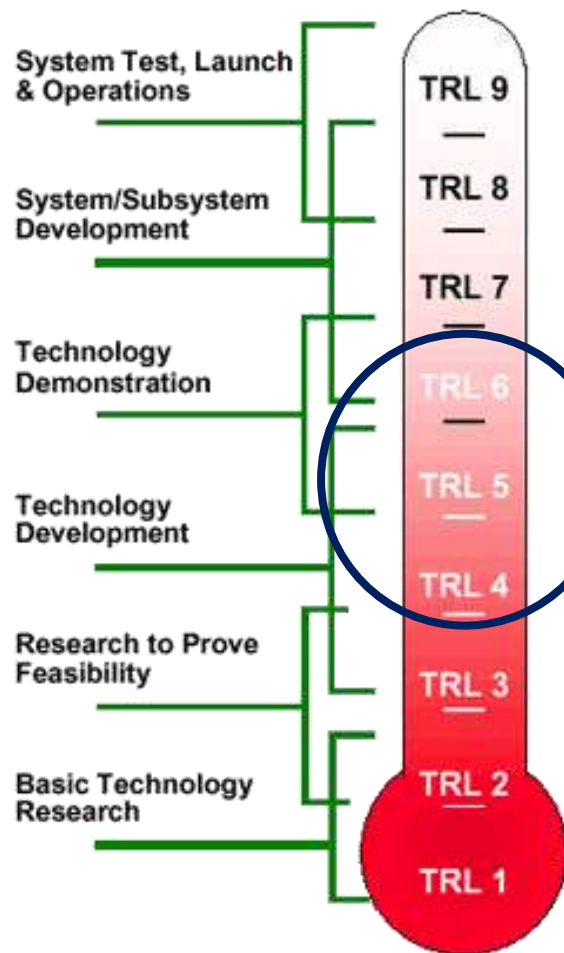 System Test, Launch
& Operations
System/Subsystem
Development
Technology
Demonstration
Technology
Development
Research to Prove
Feasibility
Basic Technology
Research
TRL 9
TRL 8
TRL 7
TRL 6
TRL 5
TRL 4
TRL 3
TRL 2
TRL 1